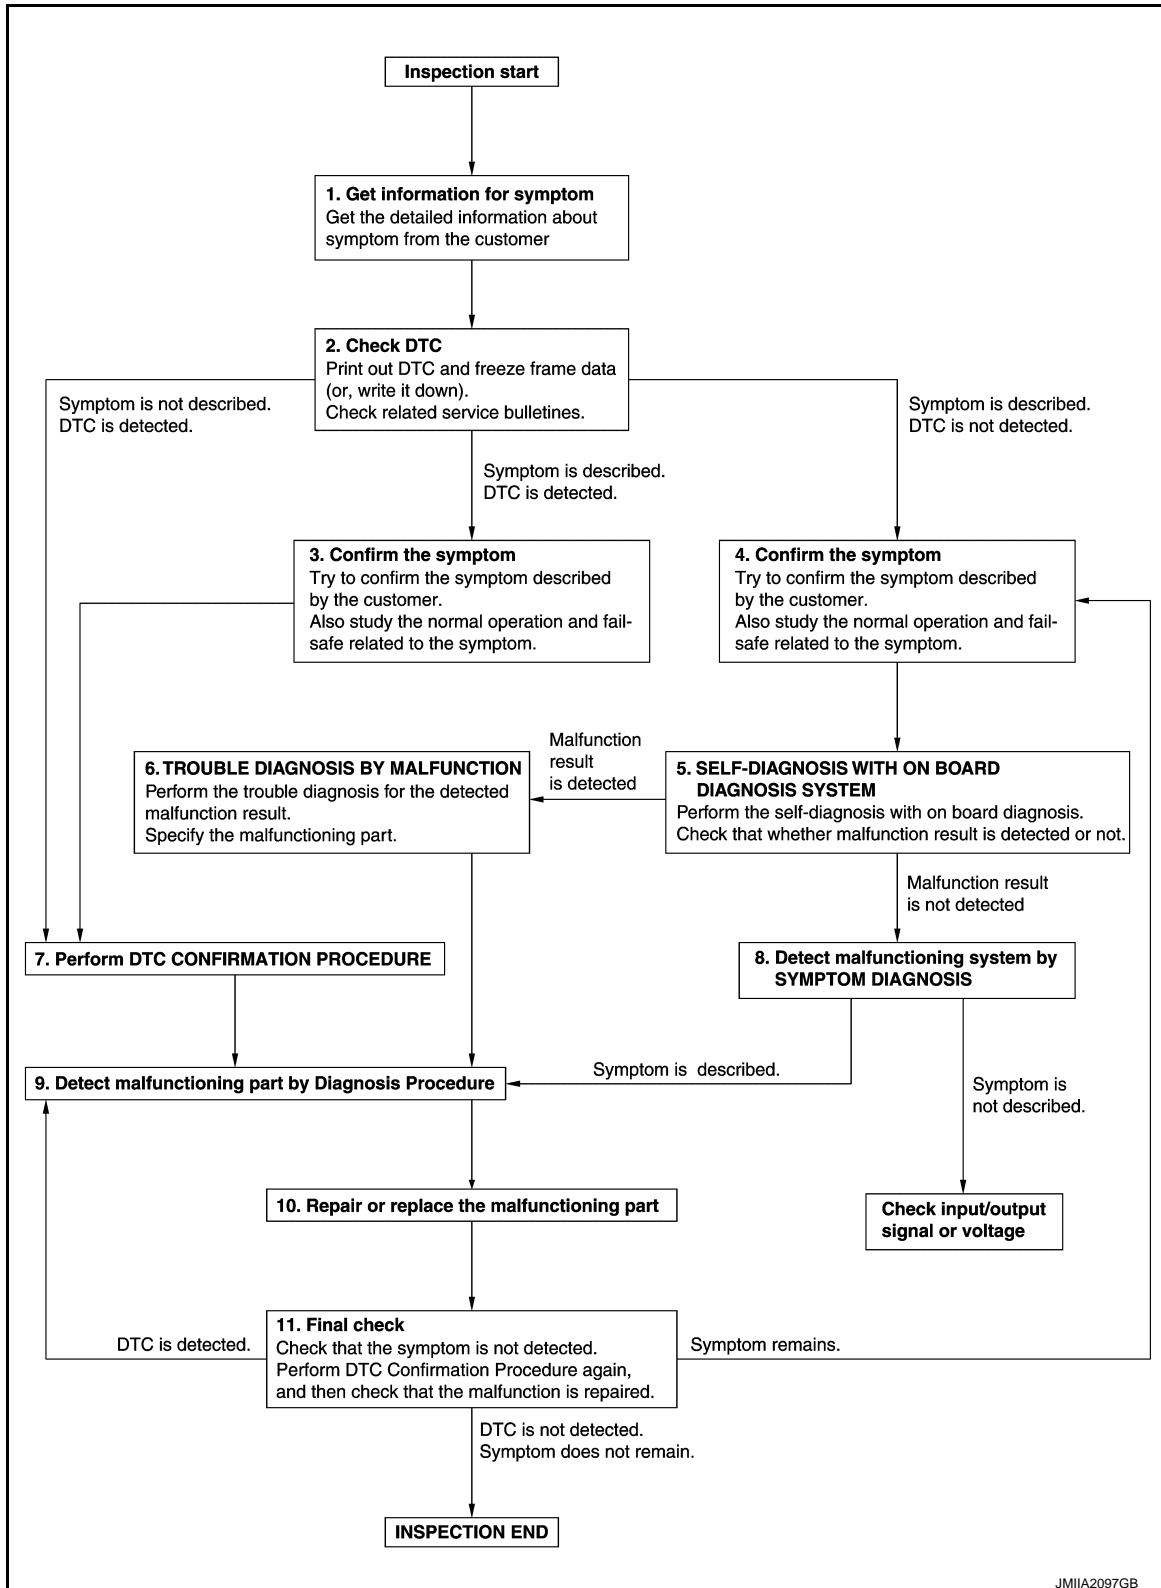 Inspection start
1. Get information for symptom
Get the detailed information about
symptom from the customer
2. Check DTC
Print out DTC and freeze frame data
(or, write it down).
Check related service bulletines.
Symptom is not described.
DTC is detected.
Symptom is described.
DTC is not detected.
Symptom is described.
DTC is detected.
3. Confirm the symptom
Try to confirm the symptom described
by the customer.
Also study the normal operation and fail-
safe related to the symptom.
4. Confirm the symptom
Try to confirm the symptom described
by the customer.
Also study the normal operation and fail-
safe related to the symptom.
Malfunction
result
is detected
6. TROUBLE DIAGNOSIS BY MALFUNCTION
Perform the trouble diagnosis for the detected
malfunction result.
Specify the malfunctioning part.
5. SELF-DIAGNOSIS WITH ON BOARD
DIAGNOSIS SYSTEM
Perform the self-diagnosis with on board diagnosis.
Check that whether malfunction result is detected or not.
Malfunction result
is not detected
7. Perform DTC CONFIRMATION PROCEDURE
8. Detect malfunctioning system by
SYMPTOM DIAGNOSIS
9. Detect malfunctioning part by Diagnosis Procedure
Symptom is described.
Symptom is
not described.
10. Repair or replace the malfunctioning part
Check input/output
signal or voltage
11. Final check
Check that the symptom is not detected.
Perform DTC Confirmation Procedure again,
and then check that the malfunction is repaired.
DTC is detected.
Symptom remains.
DTC is not detected.
Symptom does not remain.
INSPECTION END
JMIIA2097GB